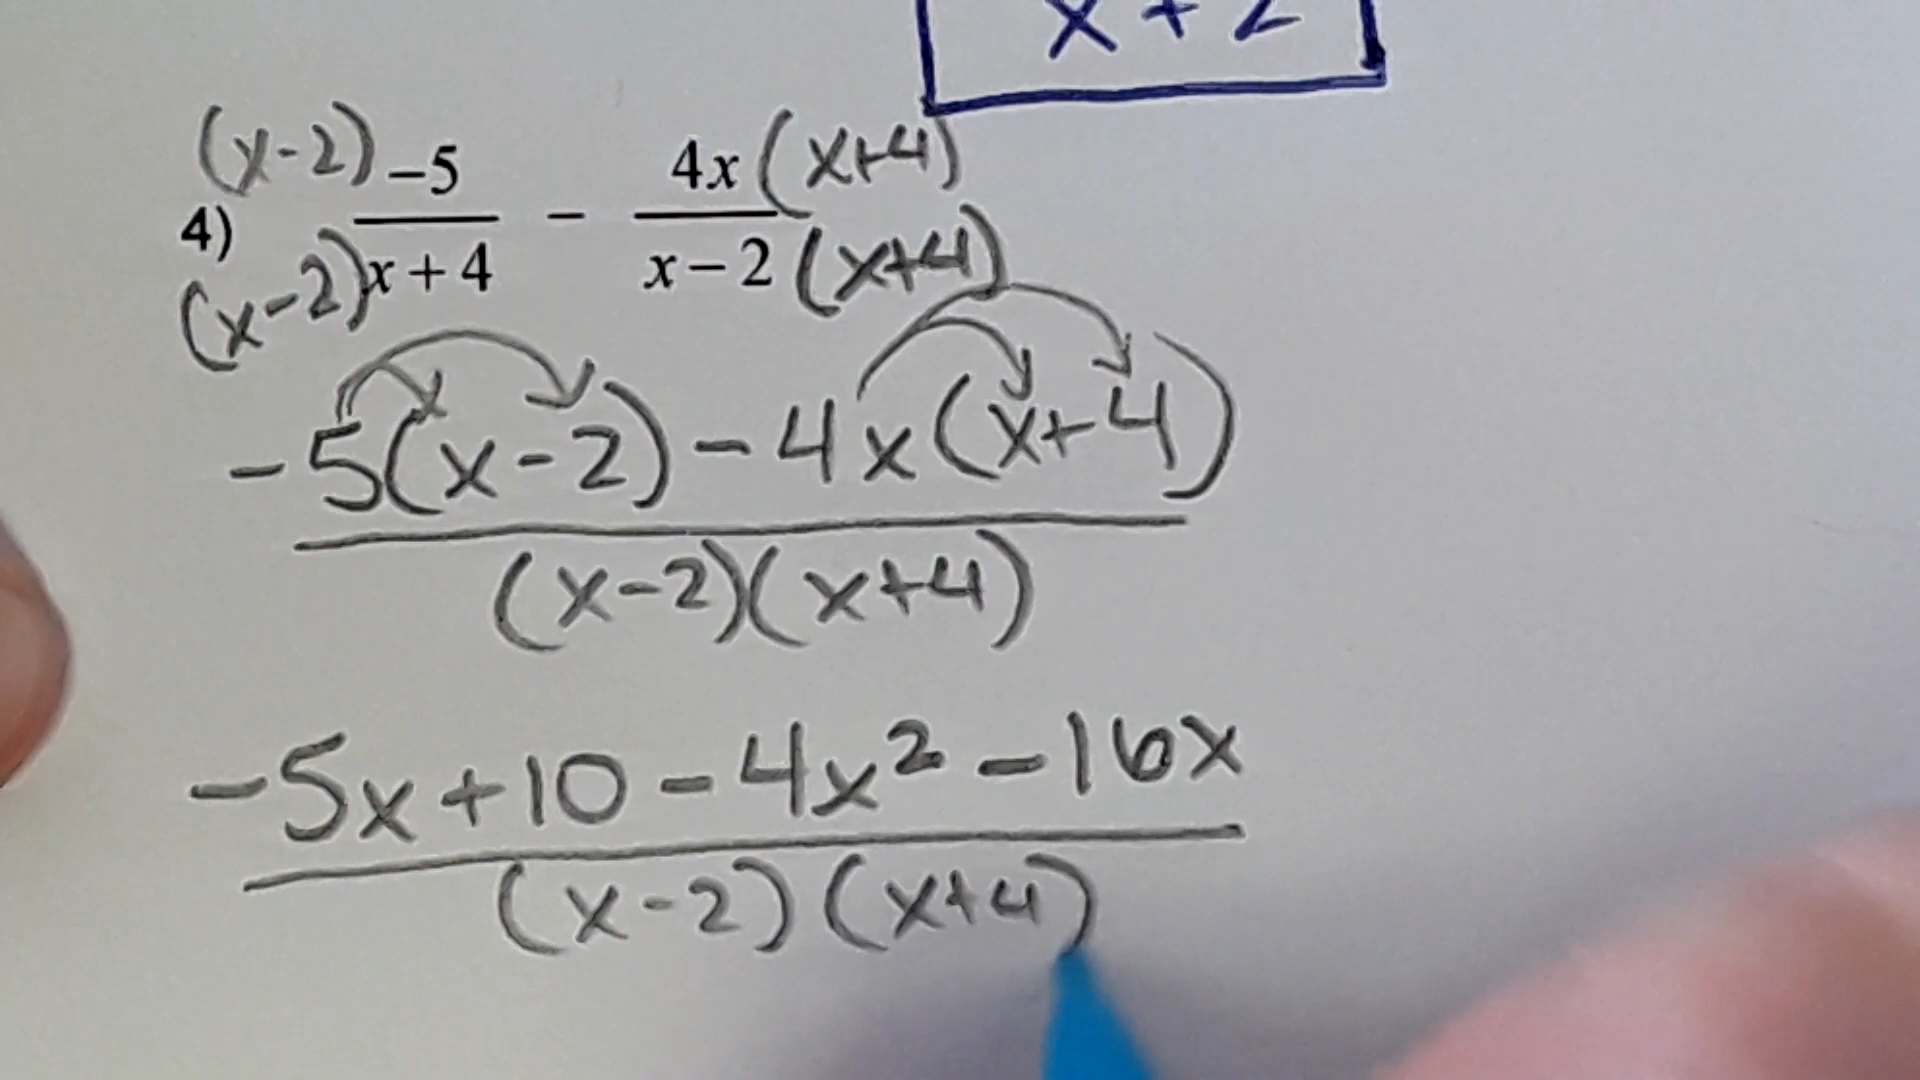 x + 2
(x-2) -5 - 4x (x+4)
4)
(x-2) x + 4 x - 2 (x+4)
-5(x-2) - 4x(x+4)
(x-2)(x+4)
-5x+10 - 4x² - 16x
(x-2)(x+4)